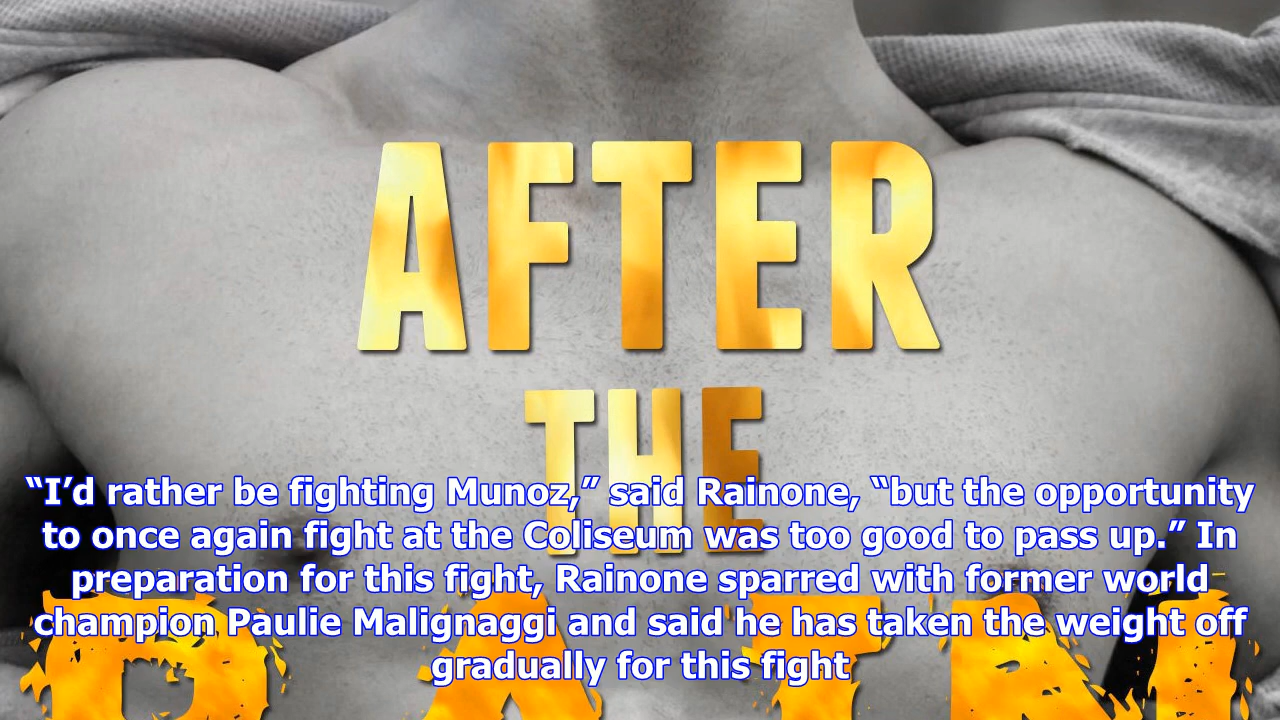 AFTER
THE
“I’d rather be fighting Munoz,” said Rainone, “but the opportunity
to once again fight at the Coliseum was too good to pass up.” In
preparation for this fight, Rainone sparred with former world
champion Paulie Malignaggi and said he has taken the weight off
gradually for this fight